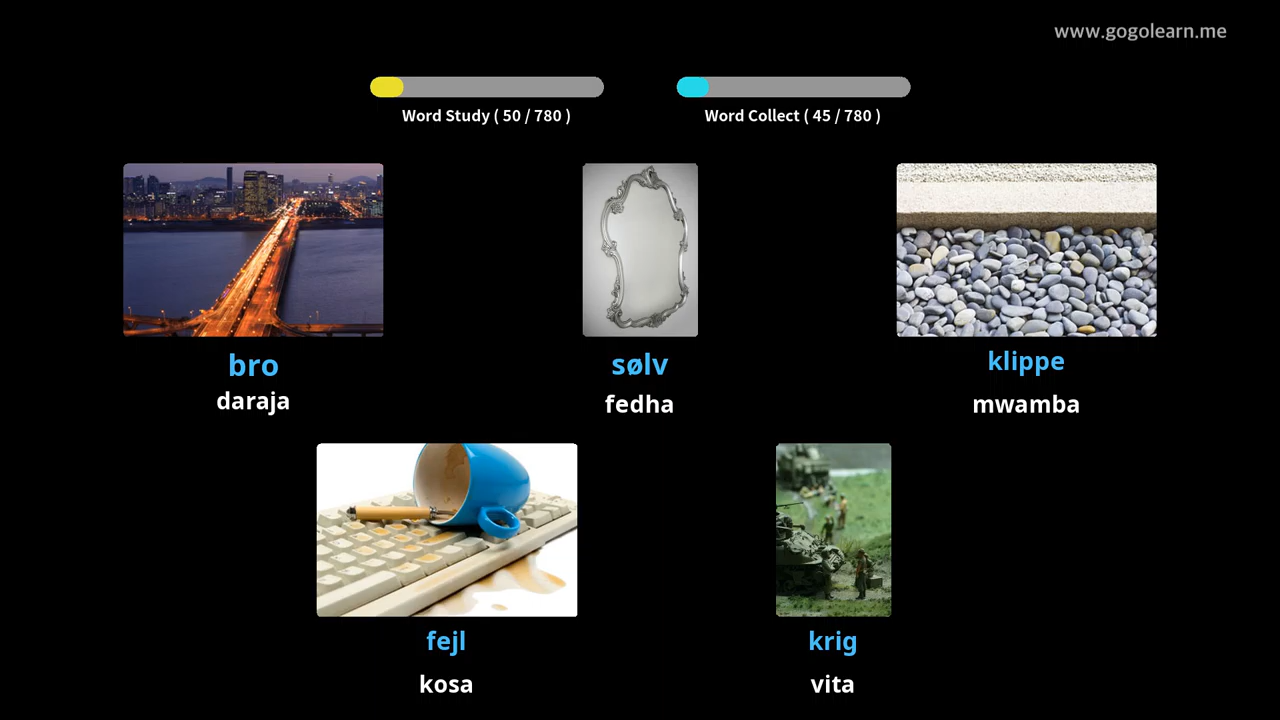 www.gogolearn.me
Word Study ( 50 / 780 )
Word Collect ( 45 / 780 )
bro
daraja
sølv
fedha
klippe
mwamba
fejl
kosa
krig
vita